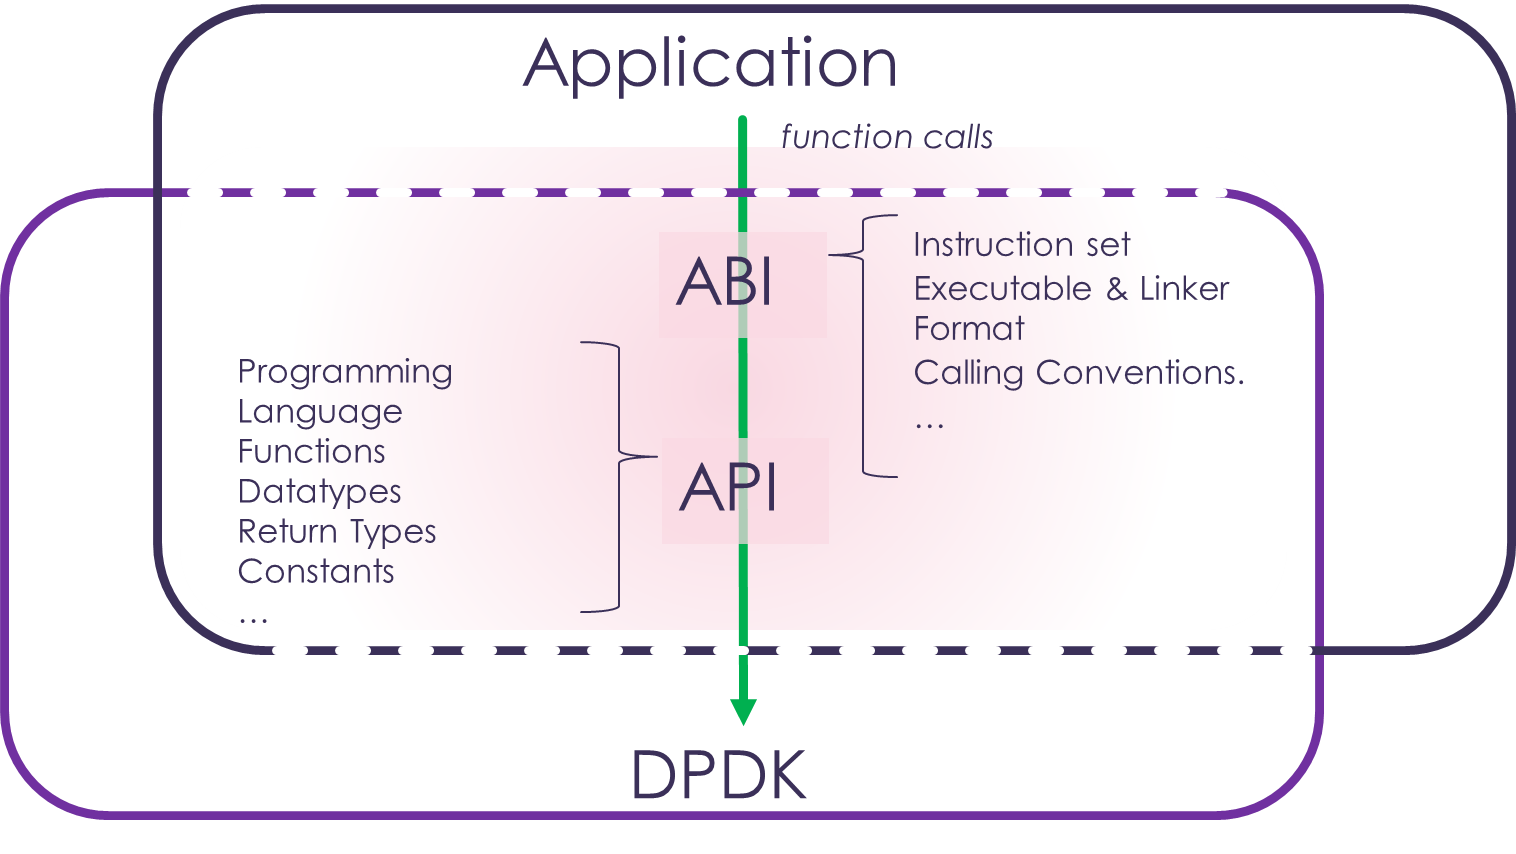 Application
function calls
ABI
Instruction set
Executable & Linker
Format
Calling Conventions.
...
Programming
Language
Functions
Datatypes
Return Types
Constants
...
API
DPDK